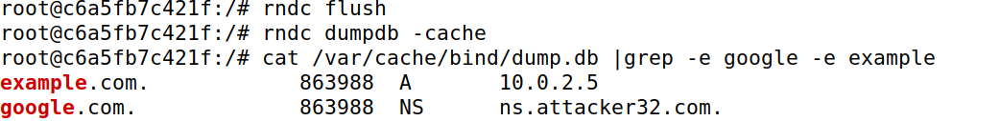 root@c6a5fb7c421f:/# rndc flush
root@c6a5fb7c421f:/# rndc dumpdb -cache
root@c6a5fb7c421f:/# cat /var/cache/bind/dump.db |grep -e google -e example
example.com.            863988  A       10.0.2.5
google.com.             863988  NS      ns.attacker32.com.